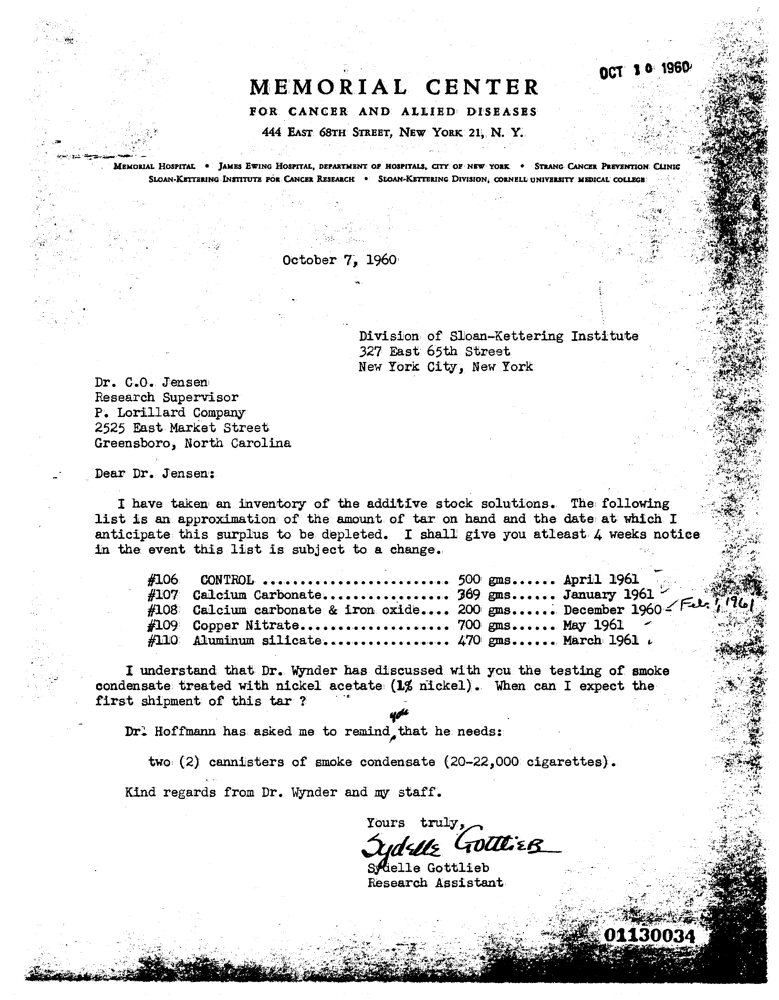 OCT 10 1960
MEMORIAL CENTER
FOR CANCER AND ALLIED DISEASES
444 EAST 68TH STREET, NEW YORK 21, N. Y.
MEMORIAL HOSPITAL • JAMES EWING HOSPITAL, DEPARTMENT OF HOSPITALS, CITY OF NEW YORK • STRANG CANCER PREVENTION CLINIC
SLOAN-KETTERING INSTITUTE FOR CANCER RESEARCH • SLOAN-KETTERING DIVISION, CORNELL UNIVERSITY MEDICAL COLLEGE
October 7, 1960
Division of Sloan-Kettering Institute
327 East 65th Street
New York City, New York
Dr. C.O. Jensen
Research Supervisor
P. Lorillard Company
2525 East Market Street
Greensboro, North Carolina
Dear Dr. Jensen:
I have taken an inventory of the additive stock solutions. The following
list is an approximation of the amount of tar on hand and the date at which I
anticipate this surplus to be depleted. I shall give you atleast 4 weeks notice
in the event this list is subject to a change.
#106 CONTROL ......................... 500 gms...... April 1961
#107 Calcium Carbonate................. 369 gms...... January 1961
#108 Calcium carbonate & iron oxide.... 200 gms...... December 1960 Feb. 1, 1961
#109 Copper Nitrate.................... 700 gms...... May 1961
#110 Aluminum silicate................. 470 gms...... March 1961
I understand that Dr. Wynder has discussed with you the testing of smoke
condensate treated with nickel acetate (1% nickel). When can I expect the
first shipment of this tar ?
you
Dr. Hoffmann has asked me to remind that he needs:
two (2) cannisters of smoke condensate (20-22,000 cigarettes).
Kind regards from Dr. Wynder and my staff.
Yours truly,
Sydelle Gottlieb
Sydelle Gottlieb
Research Assistant
01130034